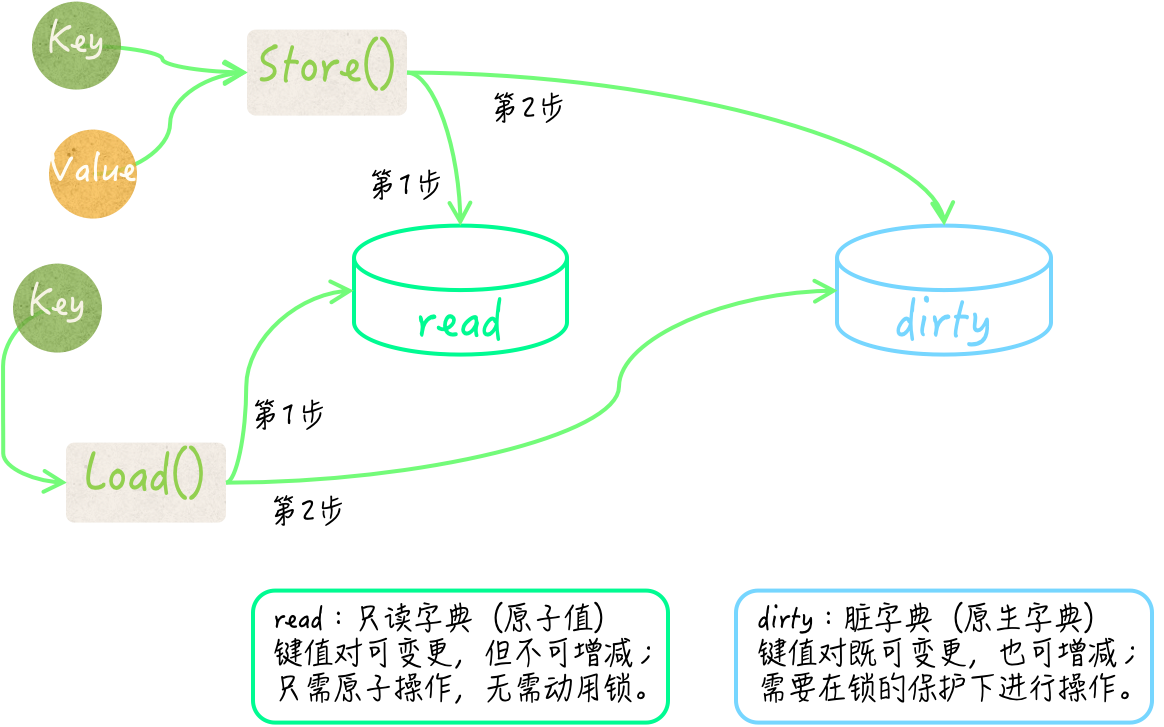 Key
Store()
第2步
Value
第1步
Key
read
dirty
第1步
Load()
第2步
read：只读字典（原子值）
键值对可变更，但不可增减；
只需原子操作，无需动用锁。
dirty：脏字典（原生字典）
键值对既可变更，也可增减；
需要在锁的保护下进行操作。